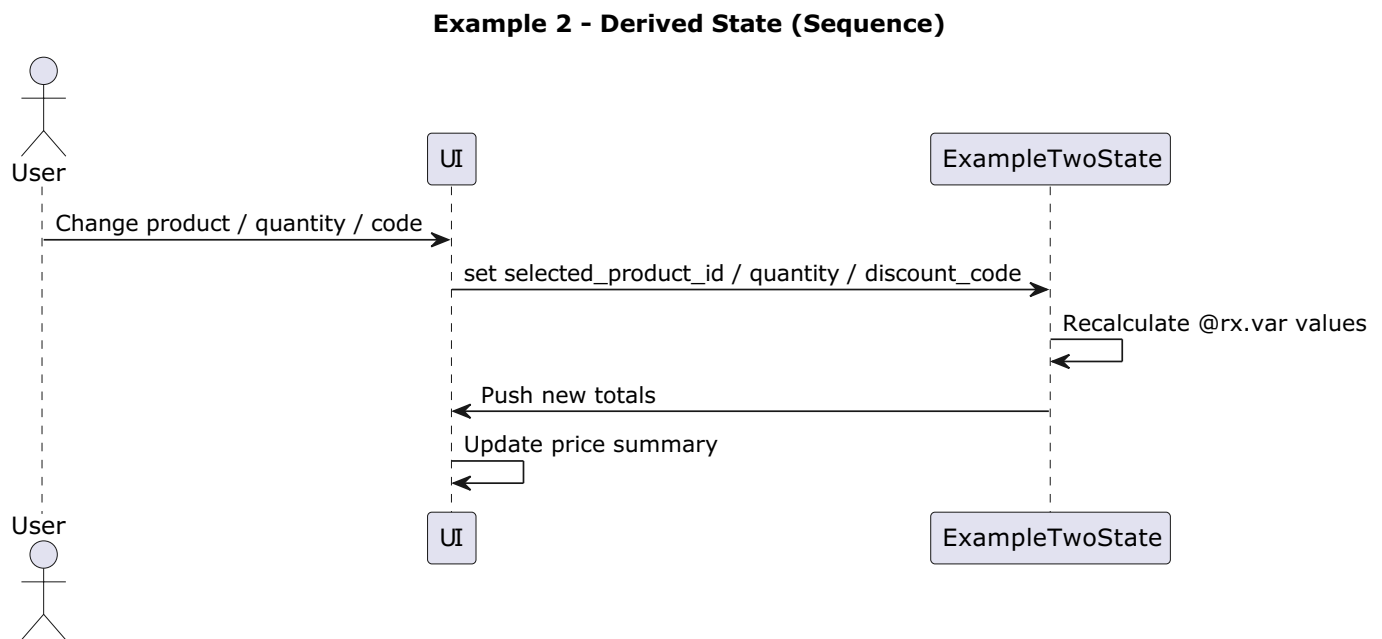 Example 2 - Derived State (Sequence)
User
UI
ExampleTwoState
Change product / quantity / code
set selected_product_id / quantity / discount_code
Recalculate @rx.var values
Push new totals
Update price summary
User
UI
ExampleTwoState